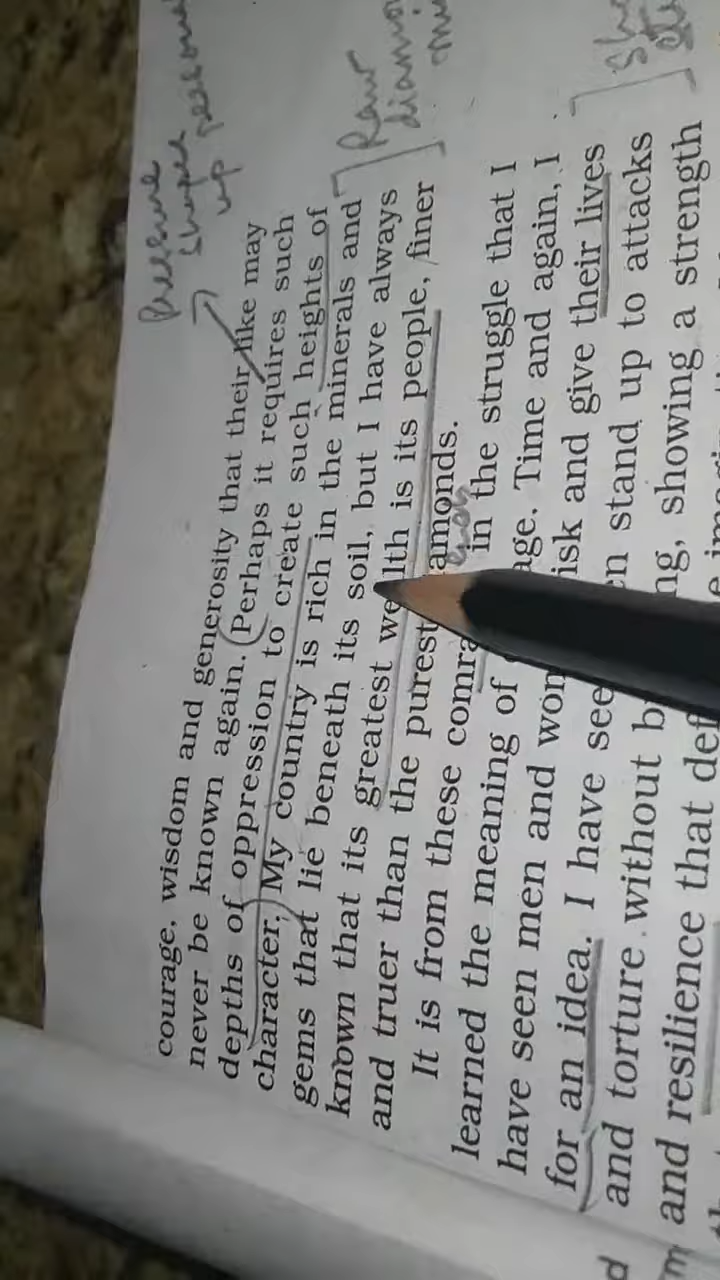 Pressure
shapes
up
Raw
courage, wisdom and generosity that their like may
never be known again. Perhaps it requires such
depths of oppression to create such heights of
character. My country is rich in the minerals and
gems that lie beneath its soil, but I have always
known that its greatest we lth is its people, finer
and truer than the purest amonds.
It is from these comra in the struggle that I
learned the meaning of age. Time and again, I
have seen men and wom isk and give their lives
for an idea. I have see n stand up to attacks
and torture without b ng, showing a strength
and resilience that def